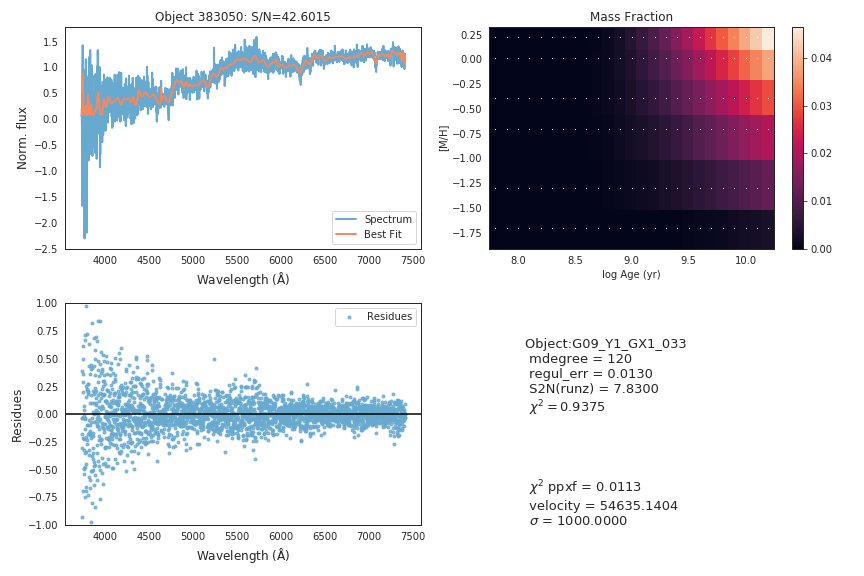 Object 383050: S/N=42.6015
Norm. flux
1.5
1.0
0.5
0.0
−0.5
−1.0
−1.5
−2.0
−2.5
4000 4500 5000 5500 6000 6500 7000 7500
Wavelength (Å)
Spectrum
Best Fit
Mass Fraction
[M/H]
0.25
0.00
−0.25
−0.50
−0.75
−1.00
−1.25
−1.50
−1.75
8.0 8.5 9.0 9.5 10.0
log Age (yr)
0.04
0.03
0.02
0.01
0.00
Residues
1.00
0.75
0.50
0.25
0.00
−0.25
−0.50
−0.75
−1.00
4000 4500 5000 5500 6000 6500 7000 7500
Wavelength (Å)
Residues
Object:G09_Y1_GX1_033
mdegree = 120
regul_err = 0.0130
S2N(runz) = 7.8300
χ² = 0.9375
χ² ppxf = 0.0113
velocity = 54635.1404
σ = 1000.0000